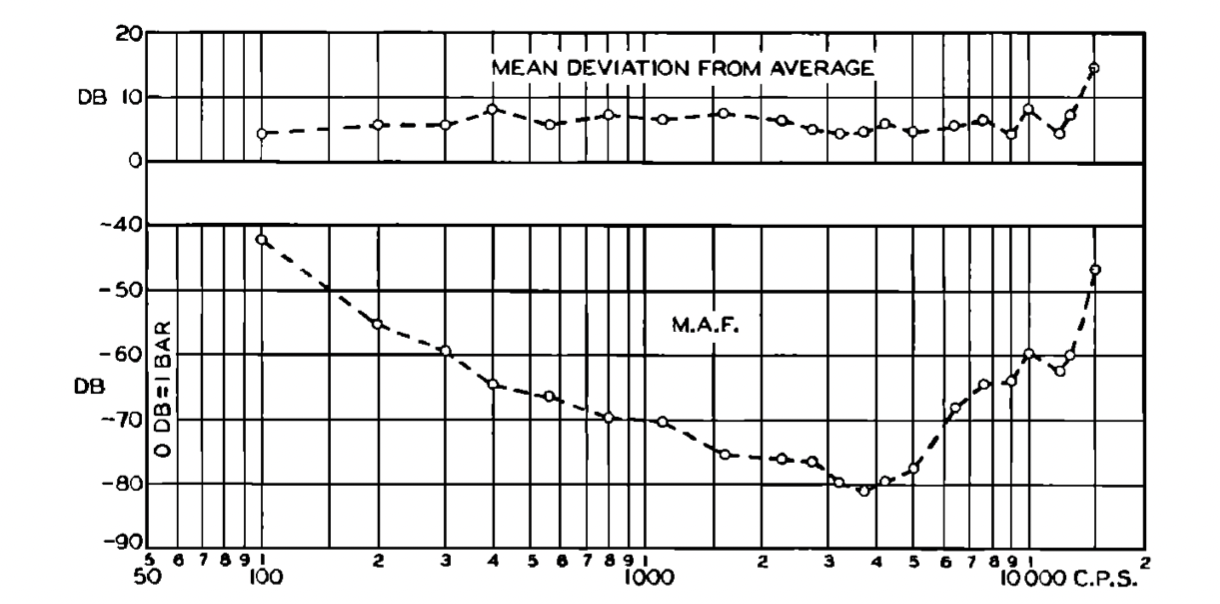 20
MEAN DEVIATION FROM AVERAGE
DB 10
0
-40
-50
M.A.F.
-60
DB
0 DB = 1 BAR
-70
-80
-90
5 6 7 8 9 1 2 3 4 5 6 7 8 9 1 2 3 4 5 6 7 8 9 1 2
50 100 1000 10000 C.P.S.